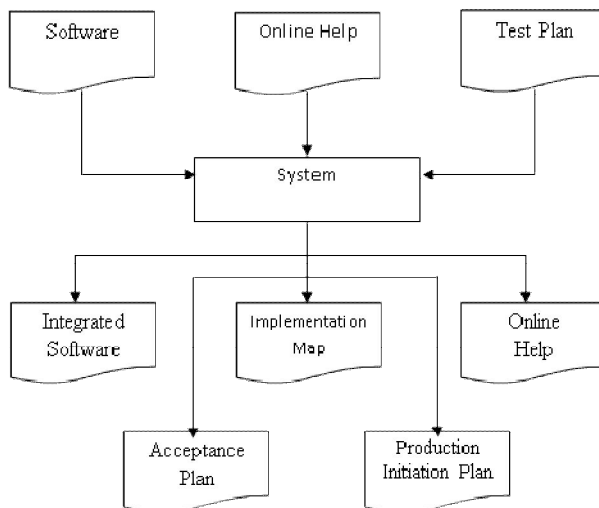 Software
Online Help
Test Plan
System
Integrated
Software
Implementation
Map
Online
Help
Acceptance
Plan
Production
Initiation Plan